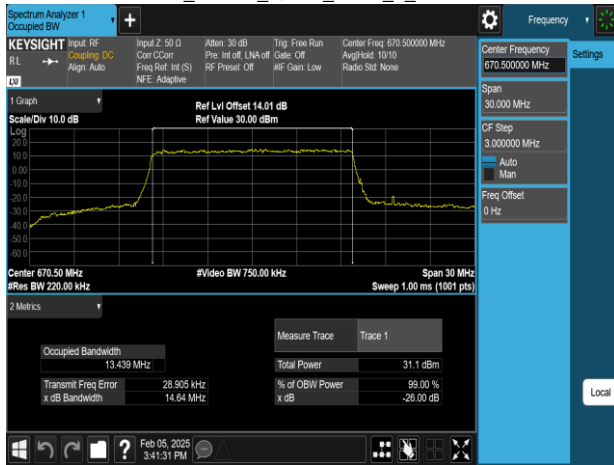 Spectrum Analyzer 1
Occupied BW
+
Frequency
KEYSIGHT
RL
LXI
Input: RF
Coupling: DC
Align: Auto
Input Z: 50 Ω
Corr CCorr
Freq Ref: Int (S)
NFE: Adaptive
Atten: 30 dB
Pre: Int off, LNA off
RF Preset: Off
Trig: Free Run
Gate: Off
#IF Gain: Low
Center Freq: 670.500000 MHz
Avg|Hold: 10/10
Radio Std: None
Center Frequency
670.500000 MHz
Settings
Span
30.000 MHz
CF Step
3.000000 MHz
Auto
Man
Freq Offset
0 Hz
Local
1 Graph
Scale/Div 10.0 dB
Ref Lvl Offset 14.01 dB
Ref Value 30.00 dBm
Log
20.0
10.0
0.00
-10.0
-20.0
-30.0
-40.0
-50.0
-60.0
Center 670.50 MHz
#Video BW 750.00 kHz
Span 30 MHz
#Res BW 220.00 kHz
Sweep 1.00 ms (1001 pts)
2 Metrics
Measure Trace Trace 1
Occupied Bandwidth
13.439 MHz
Total Power 31.1 dBm
Transmit Freq Error 28.905 kHz
% of OBW Power 99.00 %
x dB Bandwidth 14.64 MHz
x dB -26.00 dB
?
Feb 05, 2025
3:41:31 PM